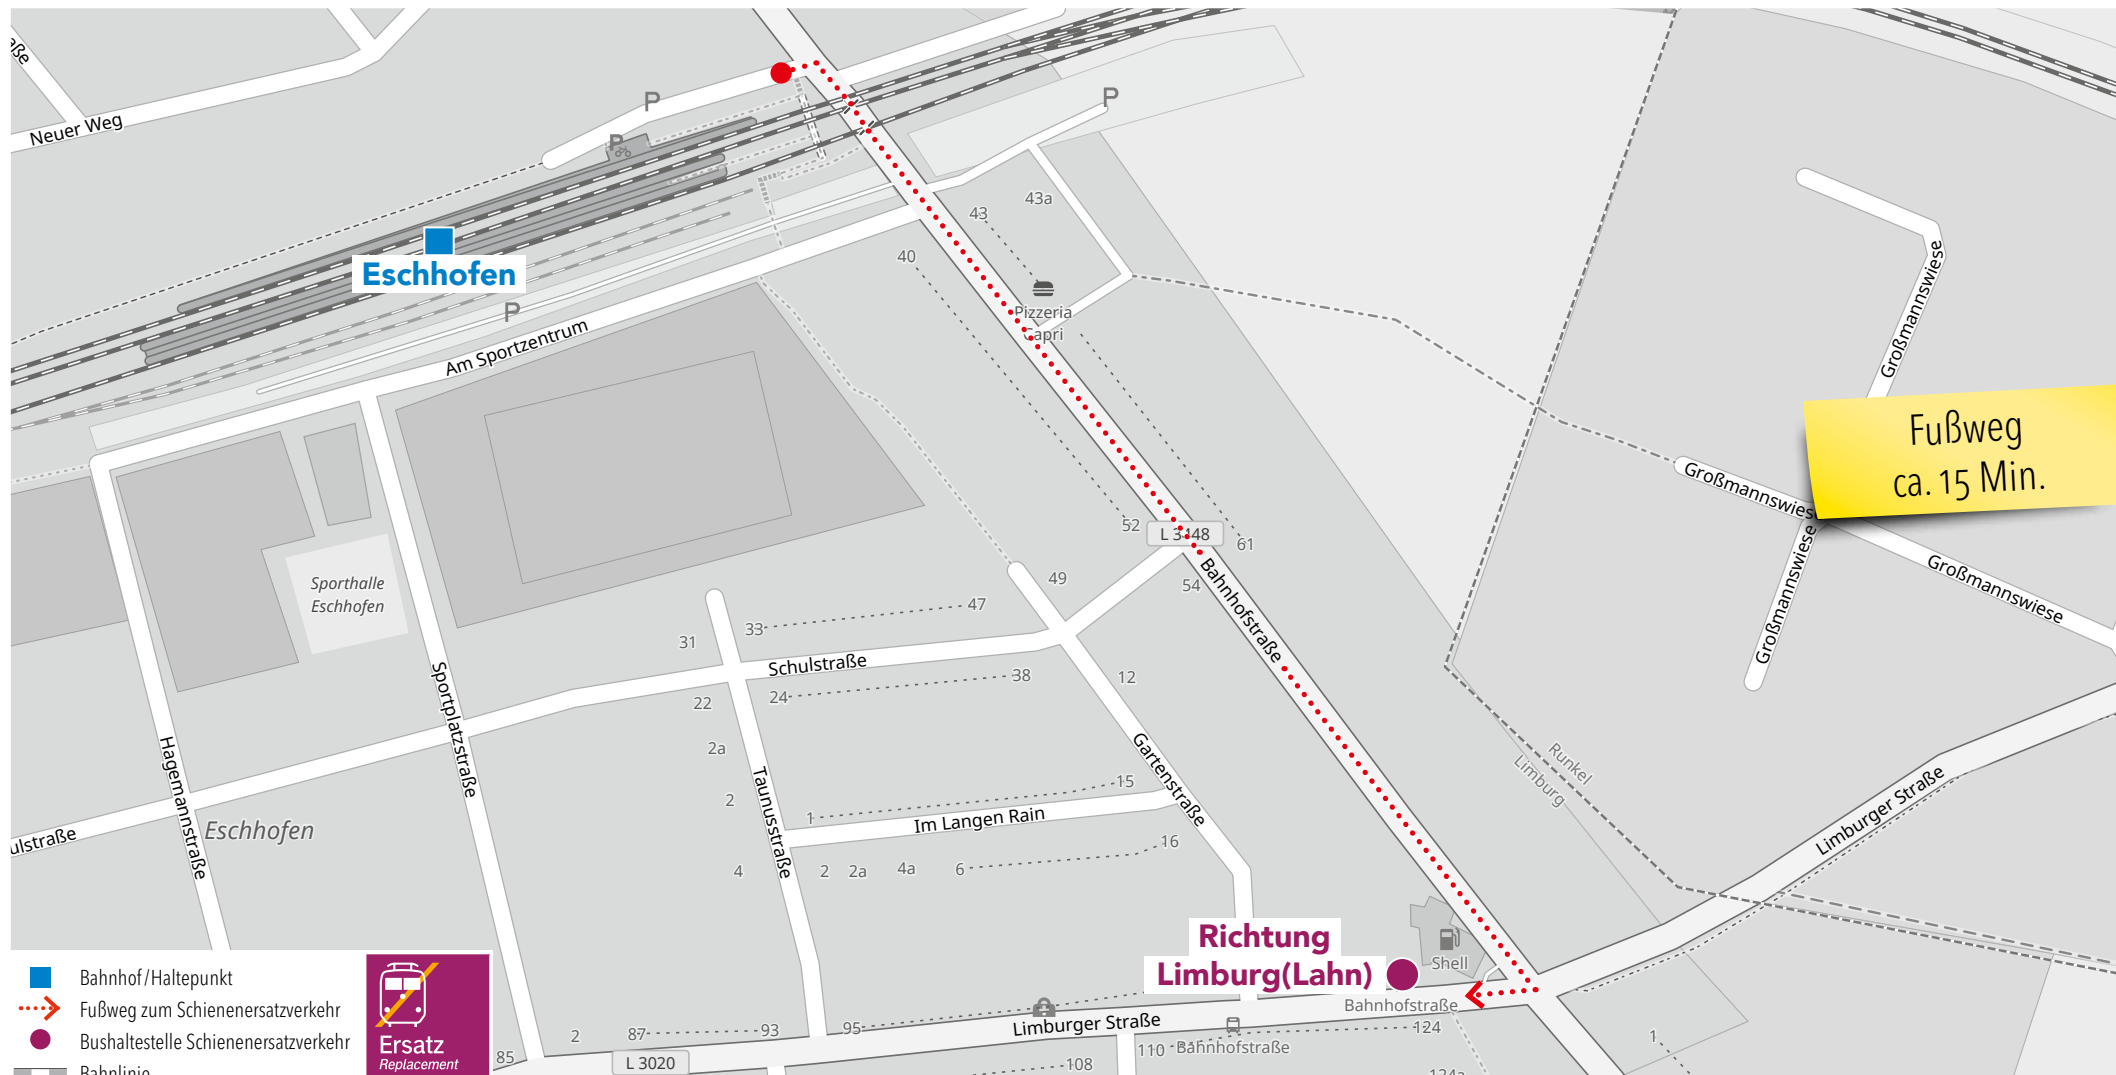 Neuer Weg
P
P
P
43
43a
40
Eschhofen
P
Pizzeria
Capri
Am Sportzentrum
Großmannswiese
Fußweg
ca. 15 Min.
Großmannswiese
Großmannswiese
Großmannswiese
52
L 3448
61
54
Bahnhofstraße
Sporthalle
Eschhofen
49
47
33
31
Schulstraße
38
24
22
12
Sportplatzstraße
Hagemannstraße
2a
2
Taunusstraße
Gartenstraße
15
1
Im Langen Rain
16
4
2
2a
4a
6
Runkel
Limburg
Limburger Straße
ulstraße
Eschhofen
Richtung
Limburg(Lahn)
Shell
Bahnhofstraße
Limburger Straße
Bahnhofstraße
2
87
93
95
85
L 3020
108
110
124
124a
1
Bahnhof/Haltepunkt
Fußweg zum Schienenersatzverkehr
Bushaltestelle Schienenersatzverkehr
Bahnlinie
Ersatz
Replacement